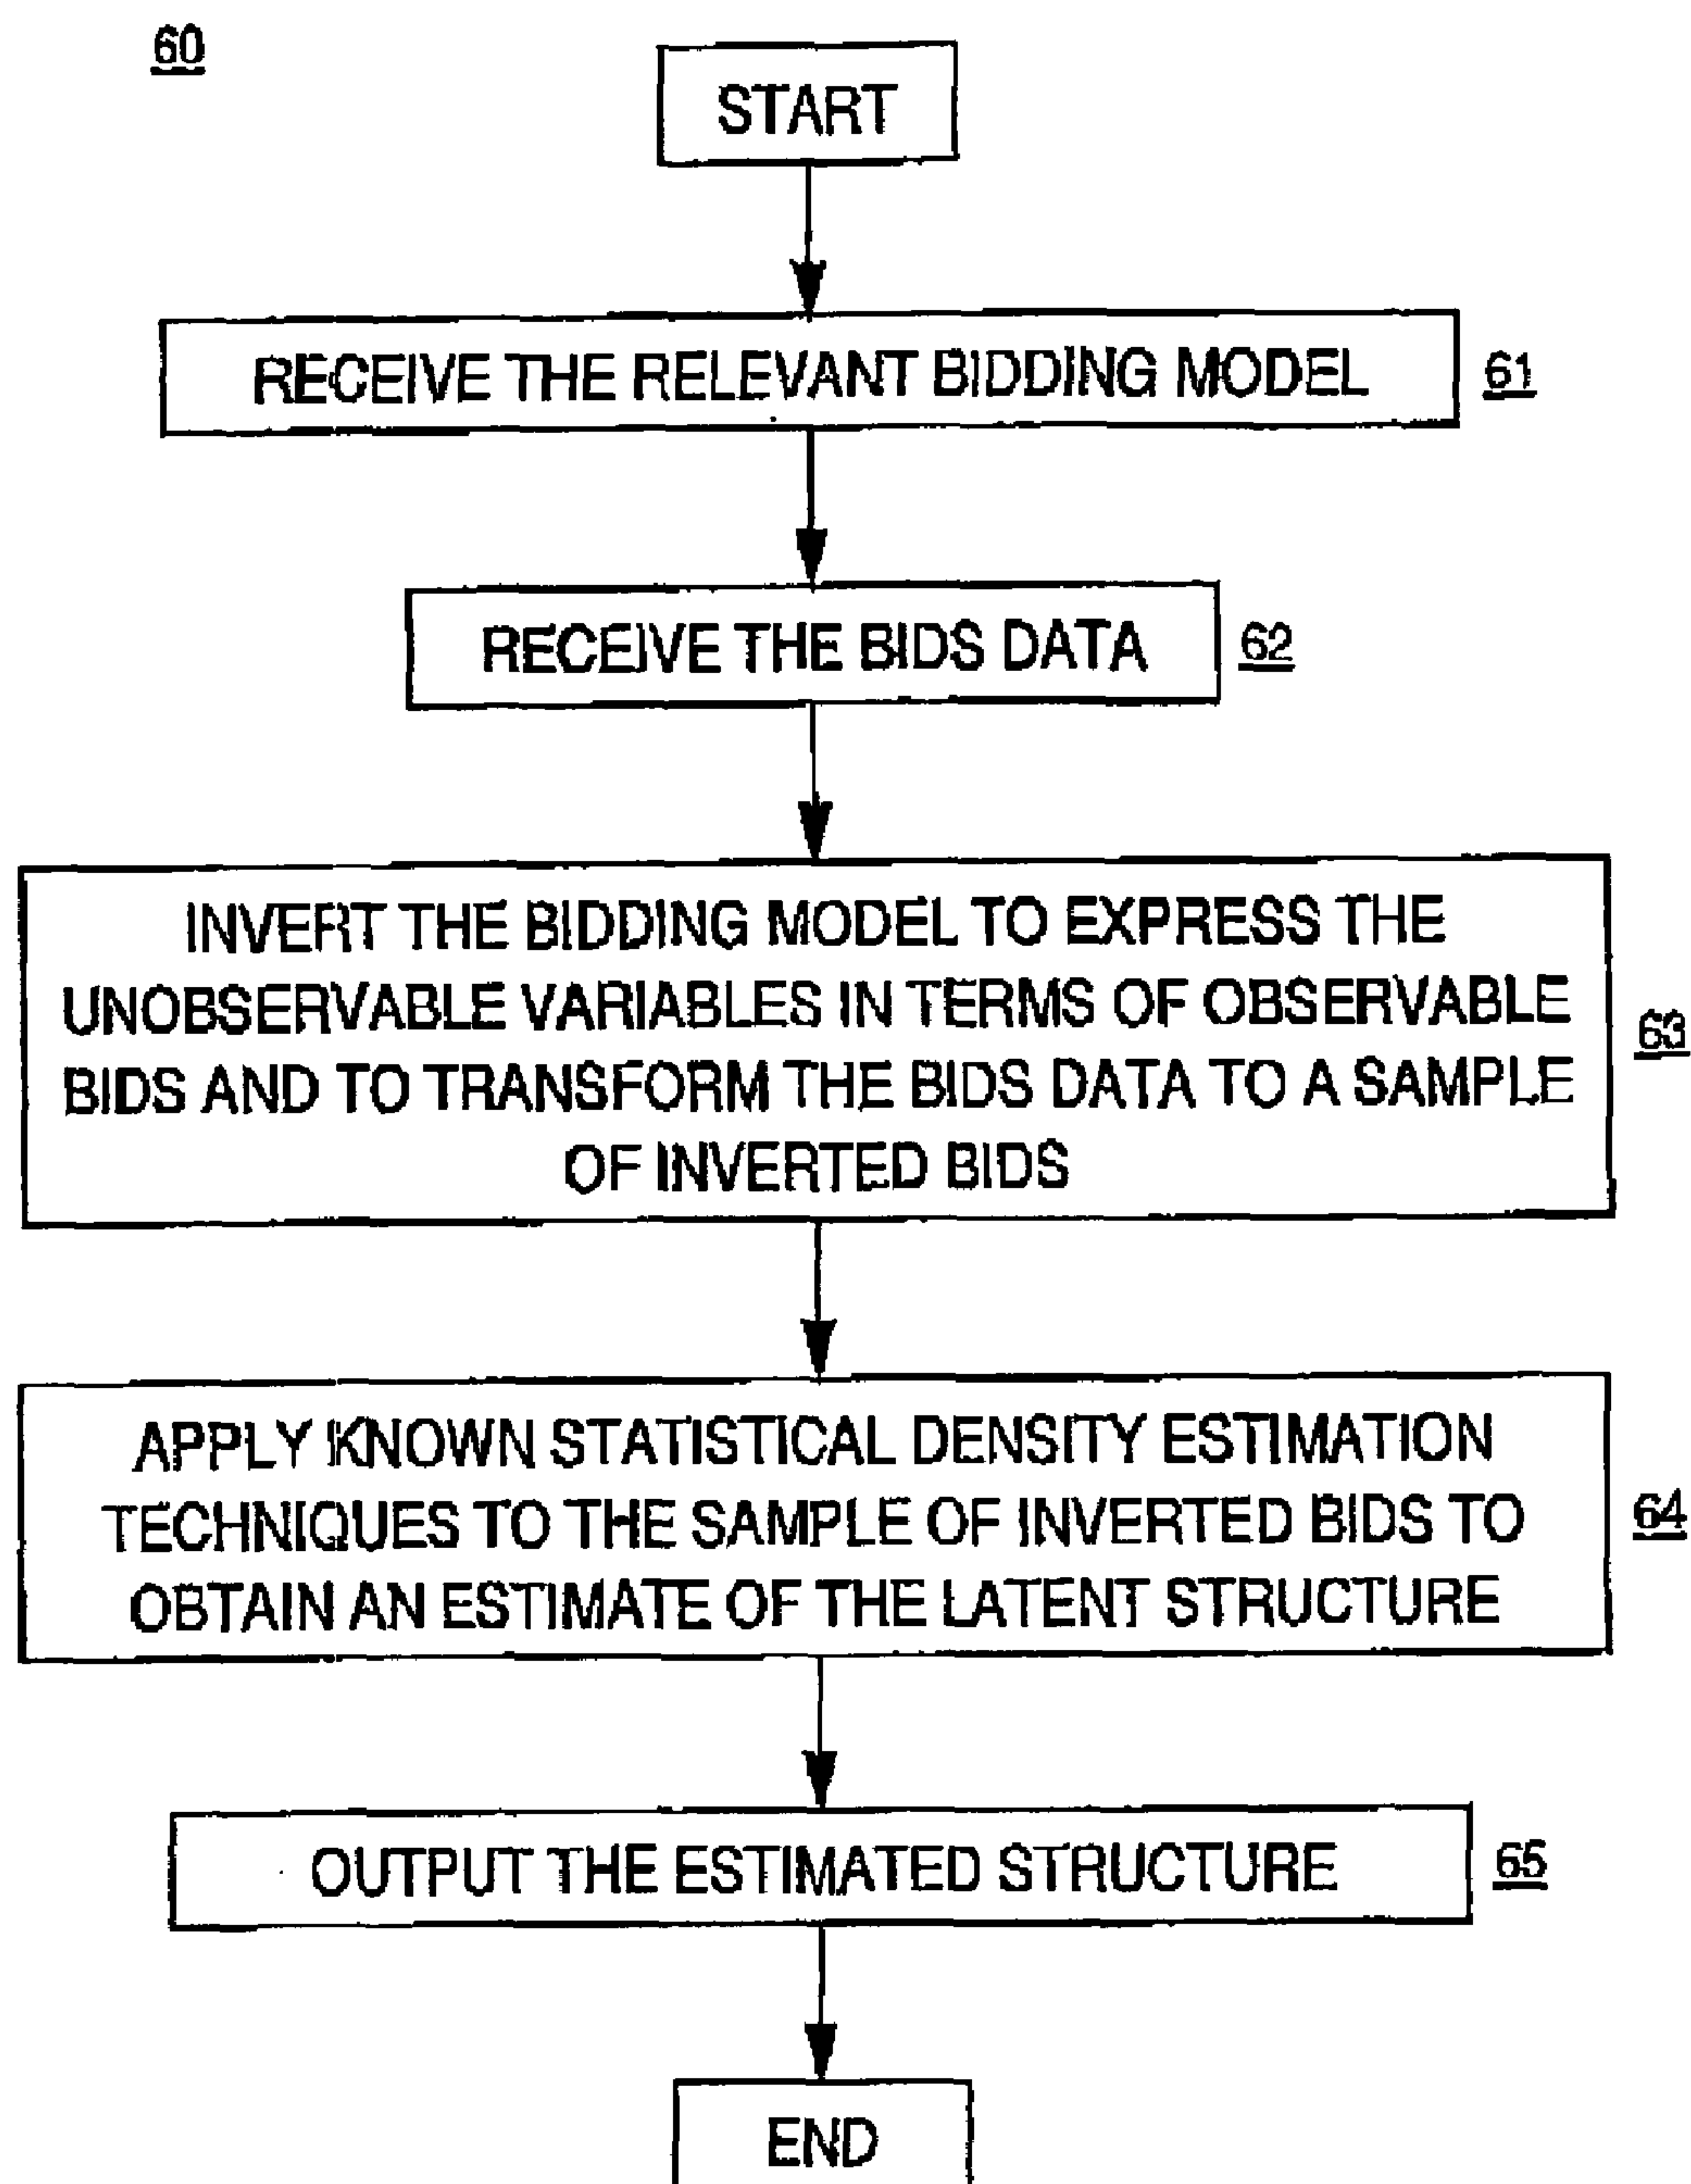 60
START
RECEIVE THE RELEVANT BIDDING MODEL
61
RECEIVE THE BIDS DATA
62
INVERT THE BIDDING MODEL TO EXPRESS THE
UNOBSERVABLE VARIABLES IN TERMS OF OBSERVABLE
BIDS AND TO TRANSFORM THE BIDS DATA TO A SAMPLE
OF INVERTED BIDS
63
APPLY KNOWN STATISTICAL DENSITY ESTIMATION
TECHNIQUES TO THE SAMPLE OF INVERTED BIDS TO
OBTAIN AN ESTIMATE OF THE LATENT STRUCTURE
64
OUTPUT THE ESTIMATED STRUCTURE
65
END